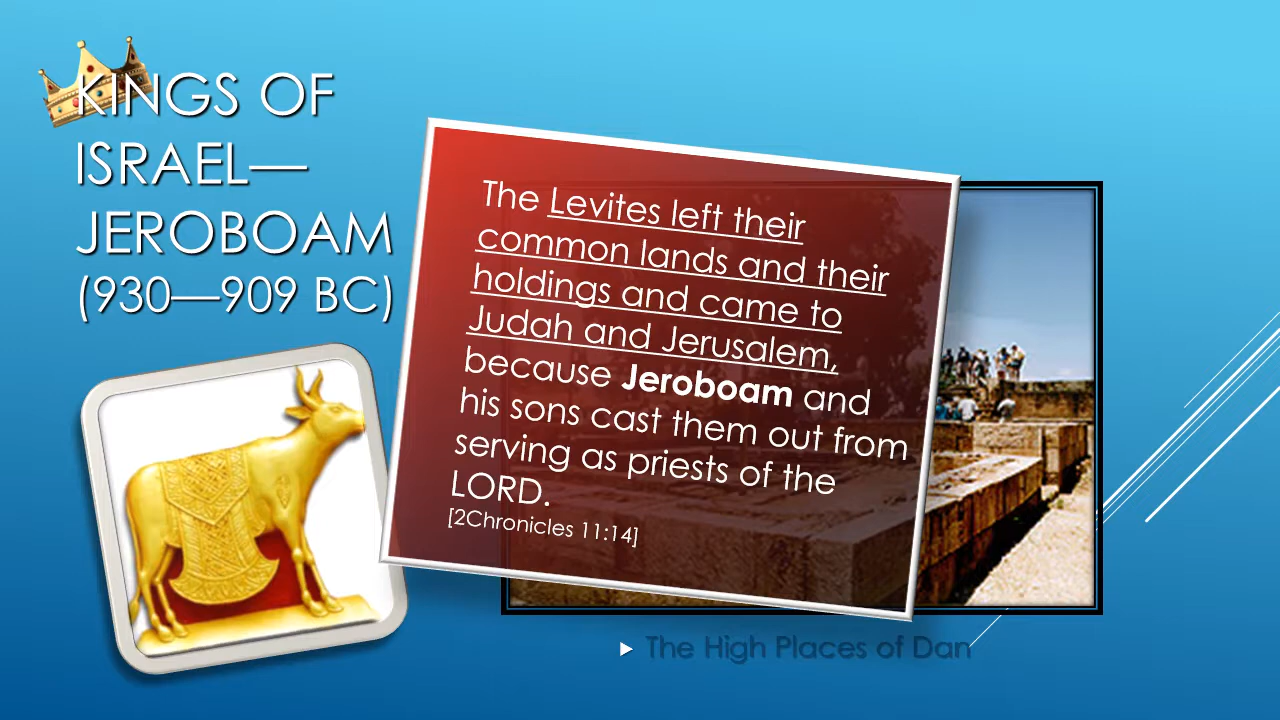 KINGS OF
ISRAEL—
JEROBOAM
(930—909 BC)
The Levites left their
common lands and their
holdings and came to
Judah and Jerusalem,
because Jeroboam and
his sons cast them out from
serving as priests of the
LORD.
[2Chronicles 11:14]
The High Places of Dan